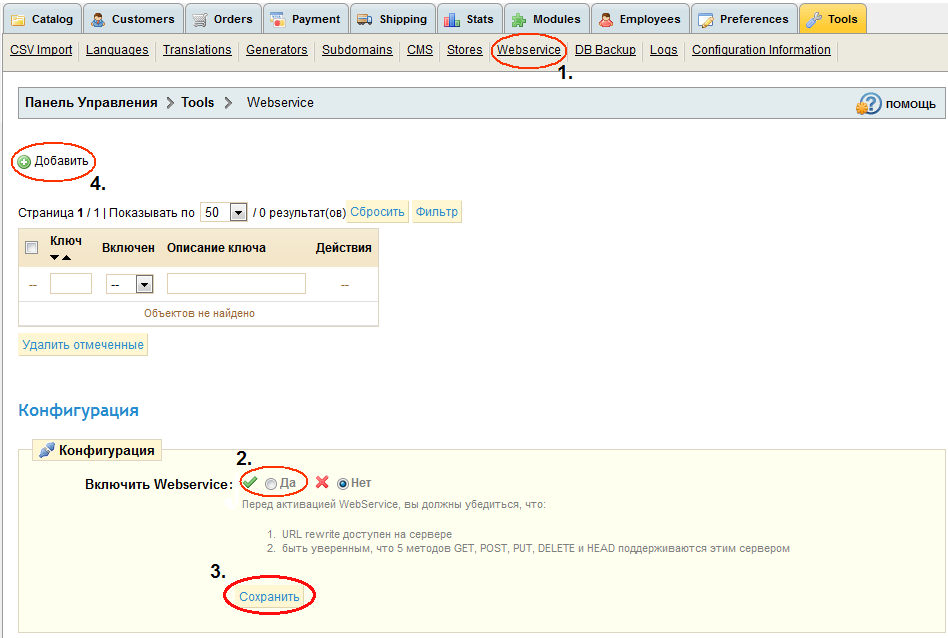 Catalog Customers Orders Payment Shipping Stats Modules Employees Preferences Tools
CSV Import Languages Translations Generators Subdomains CMS Stores Webservice DB Backup Logs Configuration Information
1.
Панель Управления > Tools > Webservice помощь
Добавить
4.
Страница 1 / 1 | Показывать по 50 / 0 результат(ов) Сбросить Фильтр
Ключ Включен Описание ключа Действия
-- -- --
Объектов не найдено
Удалить отмеченные
Конфигурация
Конфигурация
2.
Включить Webservice: Да Нет
Перед активацией WebService, вы должны убедиться, что:
1. URL rewrite доступен на сервере
2. быть уверенным, что 5 методов GET, POST, PUT, DELETE и HEAD поддерживаются этим сервером
3.
Сохранить